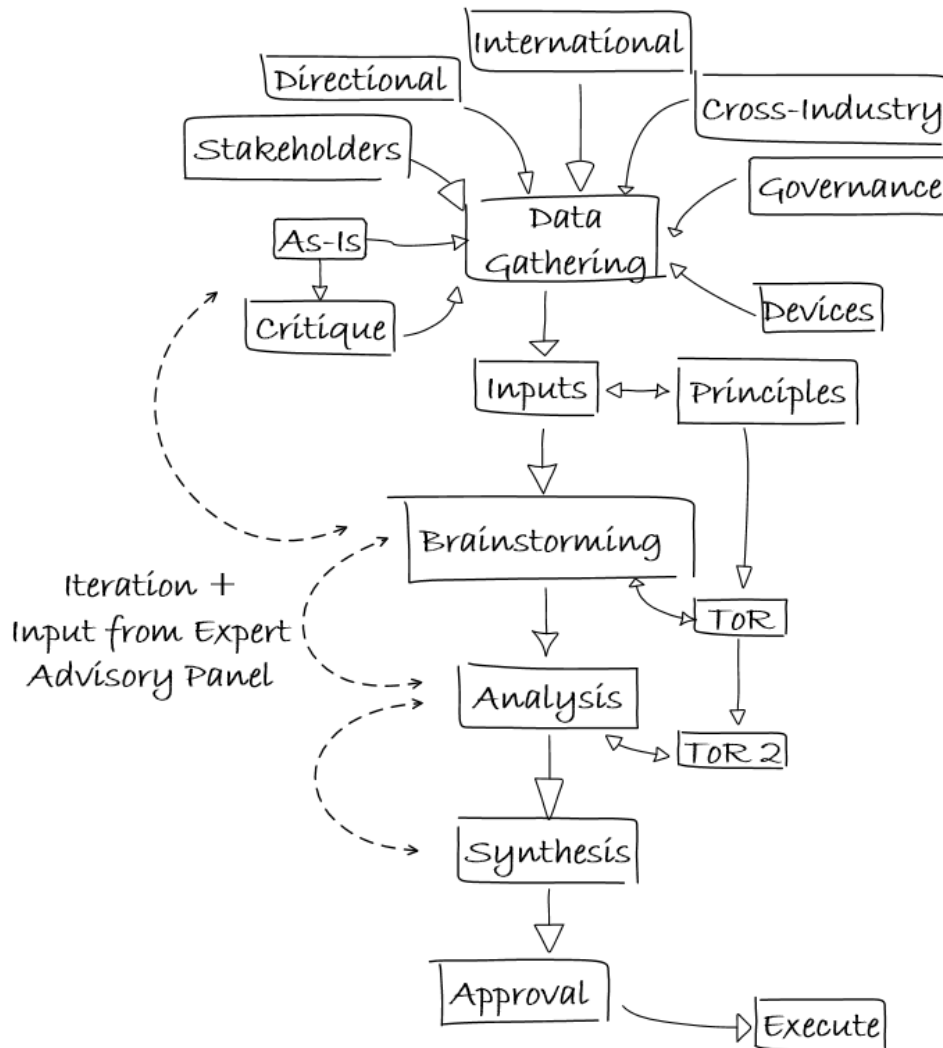 International
Directional
Cross-Industry
Stakeholders
Governance
Data
Gathering
As-Is
Devices
Critique
Inputs
Principles
Brainstorming
Iteration +
Input from Expert
Advisory Panel
ToR
Analysis
ToR 2
Synthesis
Approval
Execute